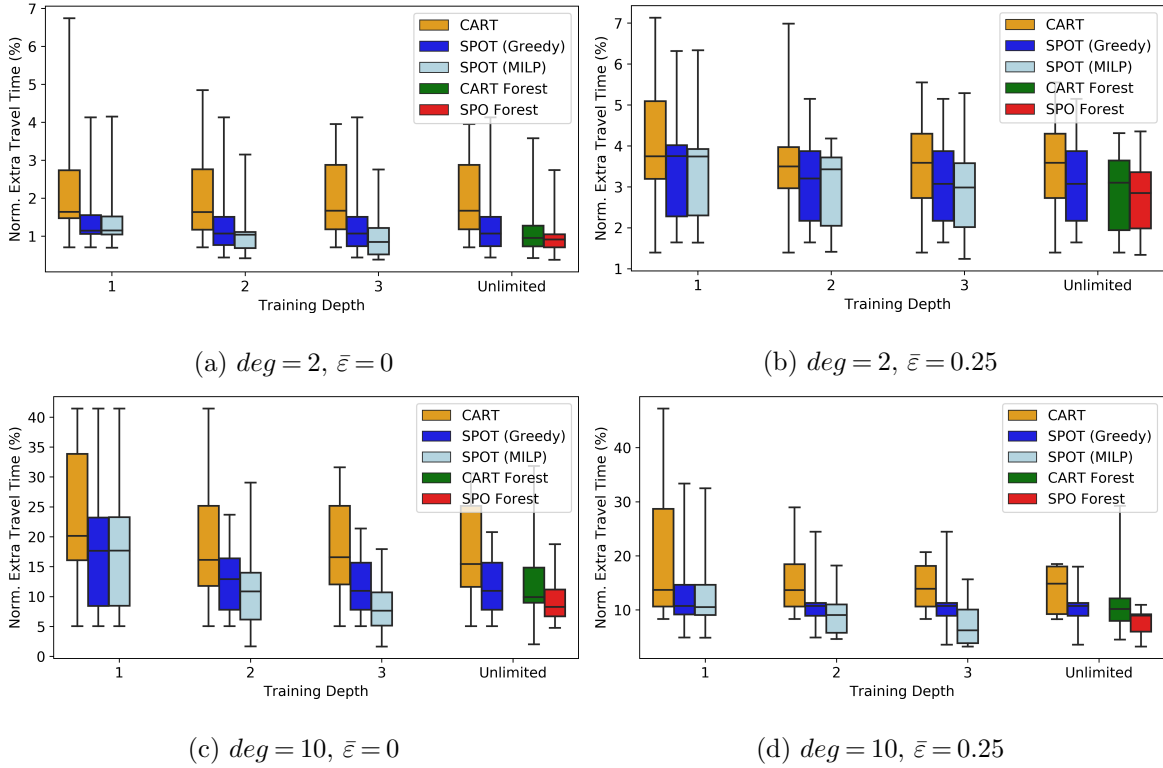 7
6
5
4
3
2
1
Norm. Extra Travel Time (%)
CART
SPOT (Greedy)
SPOT (MILP)
CART Forest
SPO Forest
1 2 3 Unlimited
Training Depth
(a) deg = 2, ε̄ = 0
7
6
5
4
3
2
1
Norm. Extra Travel Time (%)
CART
SPOT (Greedy)
SPOT (MILP)
CART Forest
SPO Forest
1 2 3 Unlimited
Training Depth
(b) deg = 2, ε̄ = 0.25
40
35
30
25
20
15
10
5
0
Norm. Extra Travel Time (%)
CART
SPOT (Greedy)
SPOT (MILP)
CART Forest
SPO Forest
1 2 3 Unlimited
Training Depth
(c) deg = 10, ε̄ = 0
40
30
20
10
Norm. Extra Travel Time (%)
CART
SPOT (Greedy)
SPOT (MILP)
CART Forest
SPO Forest
1 2 3 Unlimited
Training Depth
(d) deg = 10, ε̄ = 0.25